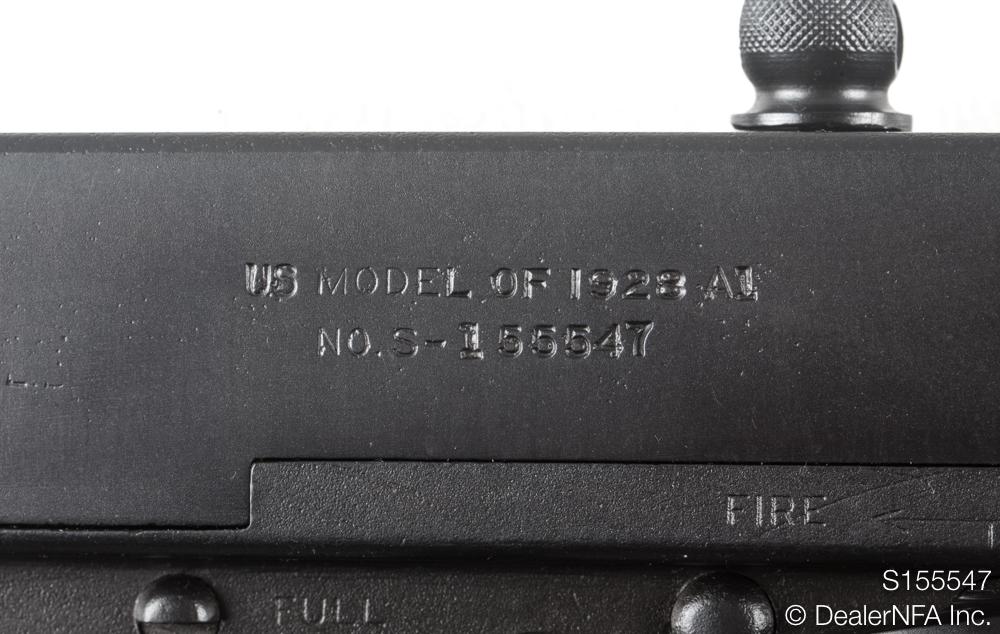 US MODEL OF 1928 A1
NO. S-155547
FIRE
FULL
S155547
© DealerNFA Inc.